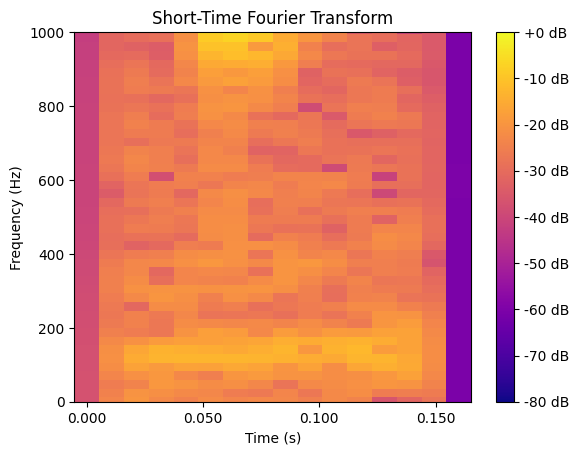 Short-Time Fourier Transform
Frequency (Hz)
1000
800
600
400
200
0
0.000
0.050
0.100
0.150
Time (s)
+0 dB
-10 dB
-20 dB
-30 dB
-40 dB
-50 dB
-60 dB
-70 dB
-80 dB